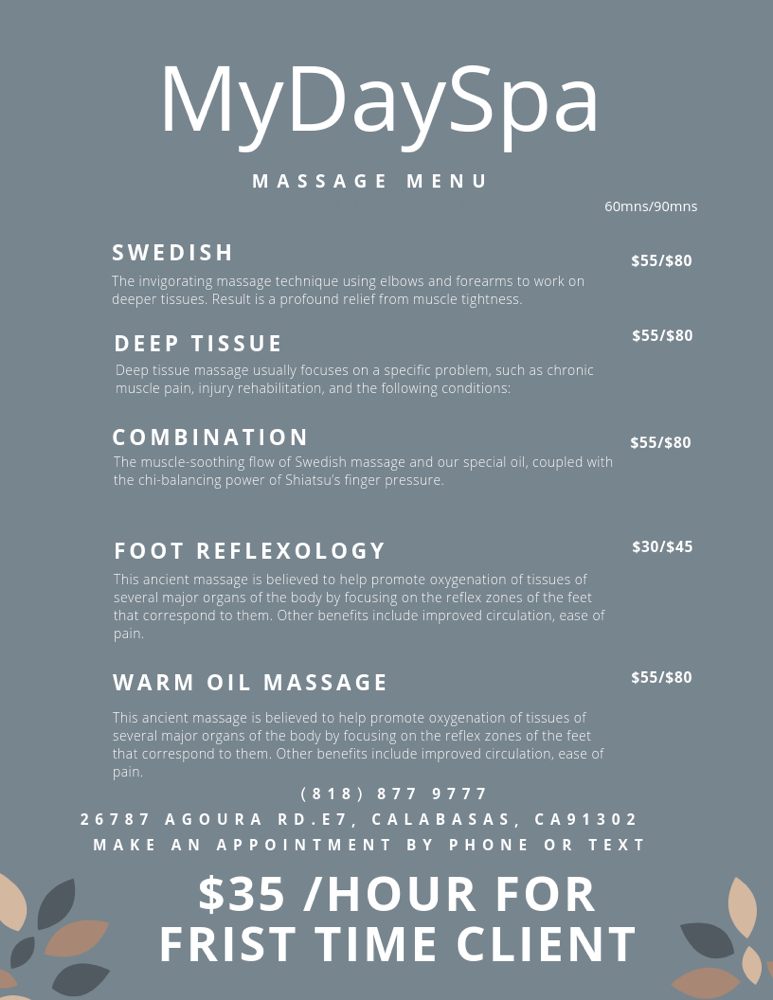 MyDaySpa
MASSAGE MENU
60mns/90mns
SWEDISH
$55/$80
The invigorating massage technique using elbows and forearms to work on
deeper tissues. Result is a profound relief from muscle tightness.
DEEP TISSUE
$55/$80
Deep tissue massage usually focuses on a specific problem, such as chronic
muscle pain, injury rehabilitation, and the following conditions:
COMBINATION
$55/$80
The muscle-soothing flow of Swedish massage and our special oil, coupled with
the chi-balancing power of Shiatsu's finger pressure.
FOOT REFLEXOLOGY
$30/$45
This ancient massage is believed to help promote oxygenation of tissues of
several major organs of the body by focusing on the reflex zones of the feet
that correspond to them. Other benefits include improved circulation, ease of
pain.
WARM OIL MASSAGE
$55/$80
This ancient massage is believed to help promote oxygenation of tissues of
several major organs of the body by focusing on the reflex zones of the feet
that correspond to them. Other benefits include improved circulation, ease of
pain.
(818) 877 9777
26787 AGOURA RD.E7, CALABASAS, CA91302
MAKE AN APPOINTMENT BY PHONE OR TEXT
$35 /HOUR FOR
FRIST TIME CLIENT